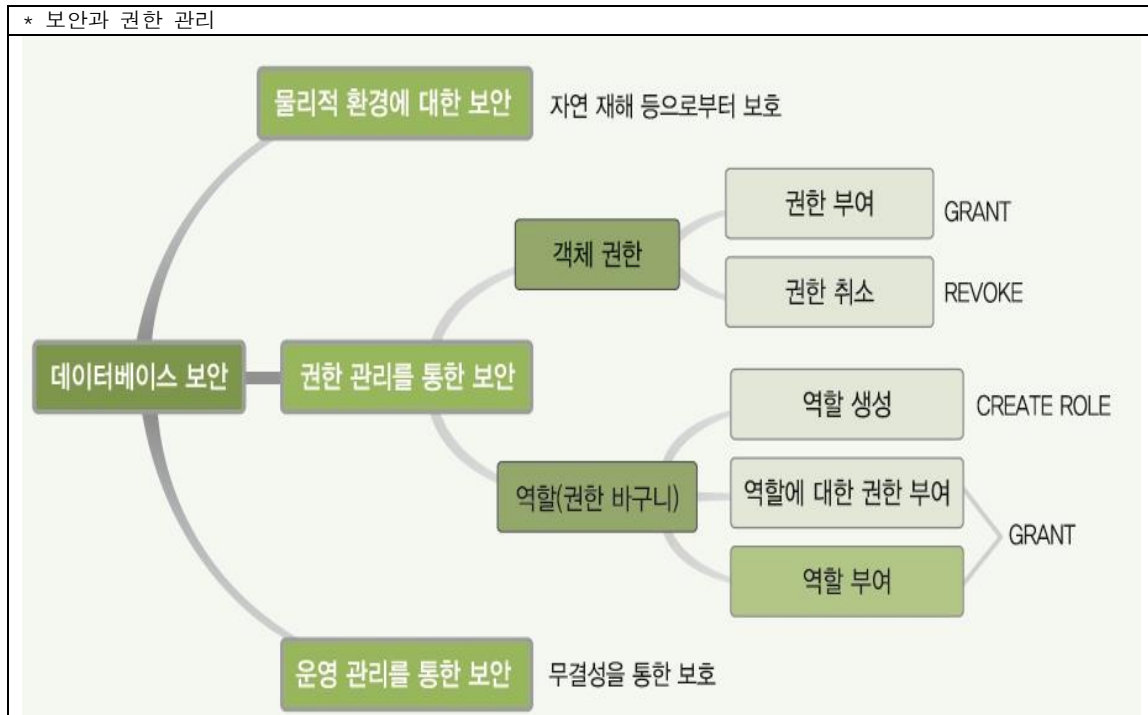 * 보안과 권한 관리
물리적 환경에 대한 보안
자연 재해 등으로부터 보호
권한 부여
GRANT
객체 권한
권한 취소
REVOKE
데이터베이스 보안
권한 관리를 통한 보안
역할 생성
CREATE ROLE
역할(권한 바구니)
역할에 대한 권한 부여
GRANT
역할 부여
운영 관리를 통한 보안
무결성을 통한 보호